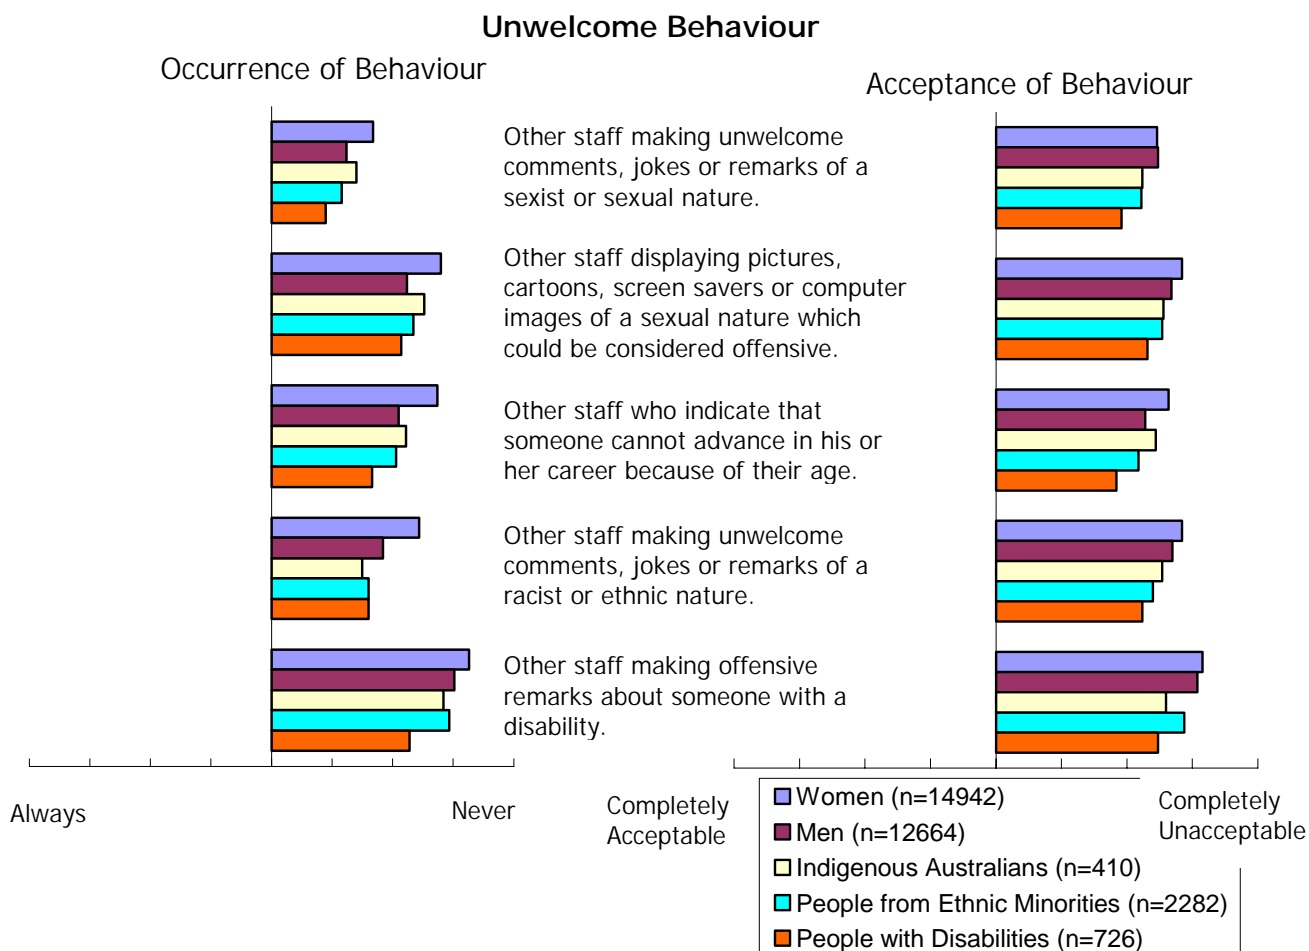 Unwelcome Behaviour
Occurrence of Behaviour
Acceptance of Behaviour
Other staff making unwelcome
comments, jokes or remarks of a
sexist or sexual nature.
Other staff displaying pictures,
cartoons, screen savers or computer
images of a sexual nature which
could be considered offensive.
Other staff who indicate that
someone cannot advance in his or
her career because of their age.
Other staff making unwelcome
comments, jokes or remarks of a
racist or ethnic nature.
Other staff making offensive
remarks about someone with a
disability.
Always
Never
Completely
Acceptable
Completely
Unacceptable
Women (n=14942)
Men (n=12664)
Indigenous Australians (n=410)
People from Ethnic Minorities (n=2282)
People with Disabilities (n=726)